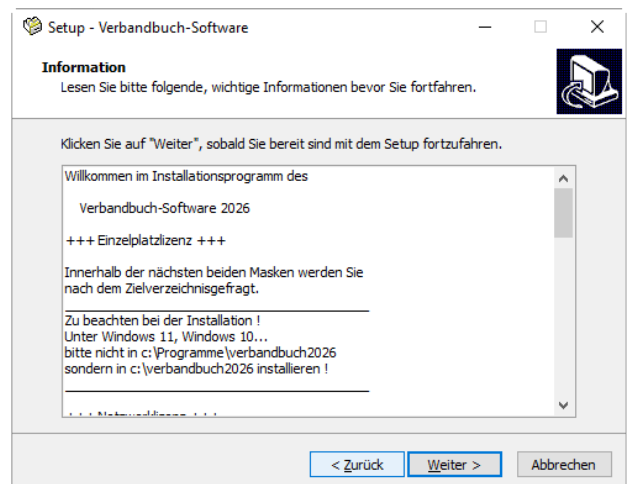 Setup - Verbandbuch-Software
Information
Lesen Sie bitte folgende, wichtige Informationen bevor Sie fortfahren.
Klicken Sie auf "Weiter", sobald Sie bereit sind mit dem Setup fortzufahren.
Willkommen im Installationsprogramm des
Verbandbuch-Software 2026
+++ Einzelplatzlizenz +++
Innerhalb der nächsten beiden Masken werden Sie
nach dem Zielverzeichnisgefragt.
Zu beachten bei der Installation !
Unter Windows 11, Windows 10...
bitte nicht in c:\Programme\verbandbuch2026
sondern in c:\verbandbuch2026 installieren !
+++ Netzwerklizenz +++
< Zurück
Weiter >
Abbrechen